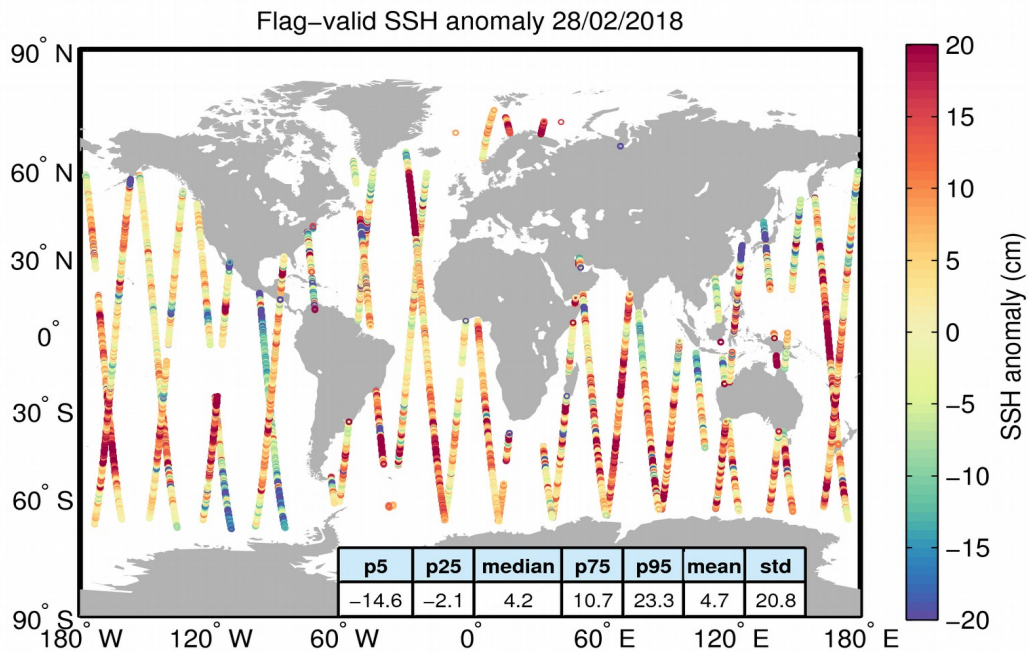 Flag−valid SSH anomaly 28/02/2018
90° N
60° N
30° N
0°
30° S
60° S
90° S
180° W
120° W
60° W
0°
60° E
120° E
180° E
20
15
10
5
0
−5
−10
−15
−20
SSH anomaly (cm)
p5 p25 median p75 p95 mean std
−14.6 −2.1 4.2 10.7 23.3 4.7 20.8